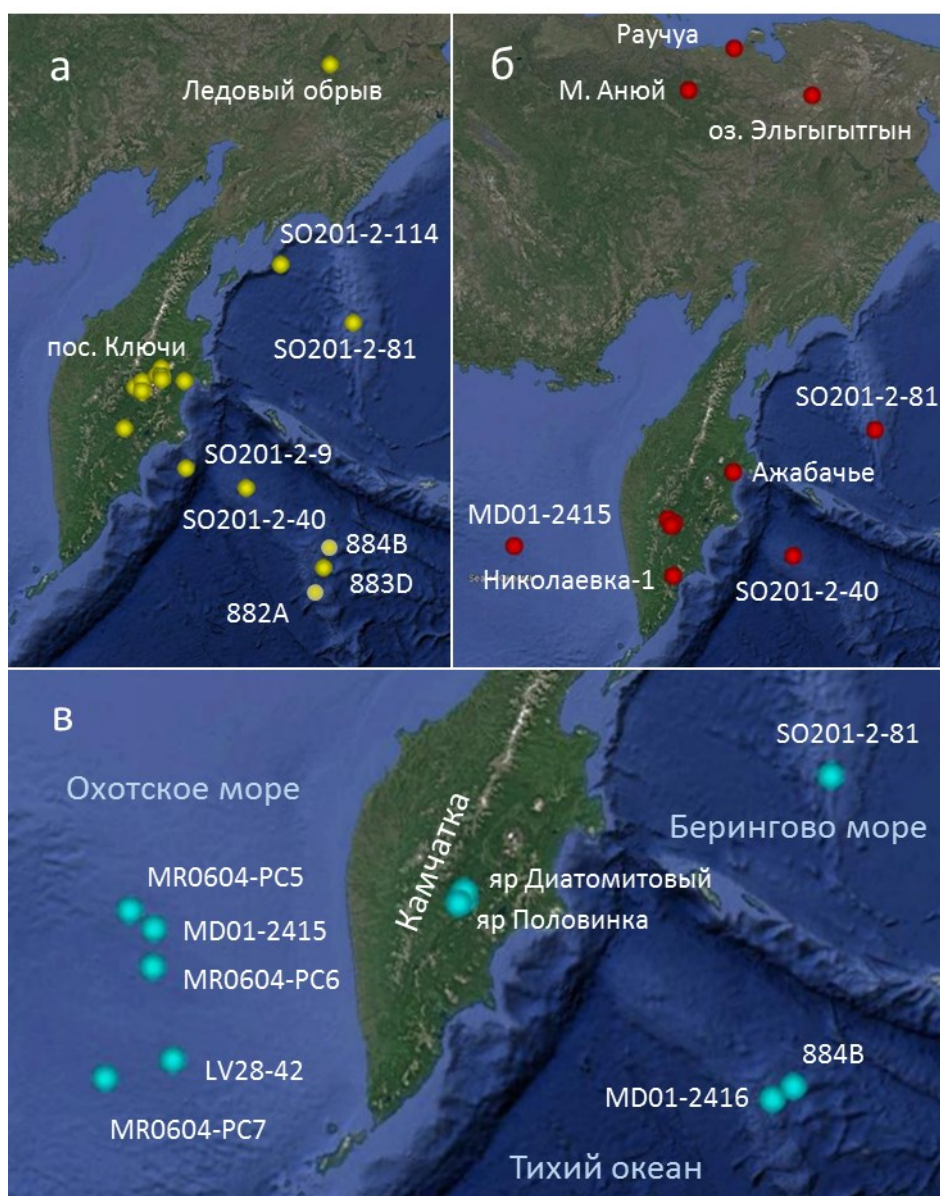 а
Ледовый обрыв
SO201-2-114
SO201-2-81
пос. Ключи
SO201-2-9
SO201-2-40
884B
883D
882A
б
Раучуа
М. Анюй
оз. Эльгыгытгын
SO201-2-81
Ажабачье
MD01-2415
Николаевка-1
SO201-2-40
в
SO201-2-81
Охотское море
Берингово море
Камчатка
MR0604-PC5
яр Диатомитовый
яр Половинка
MD01-2415
MR0604-PC6
884B
LV28-42
MD01-2416
MR0604-PC7
Тихий океан